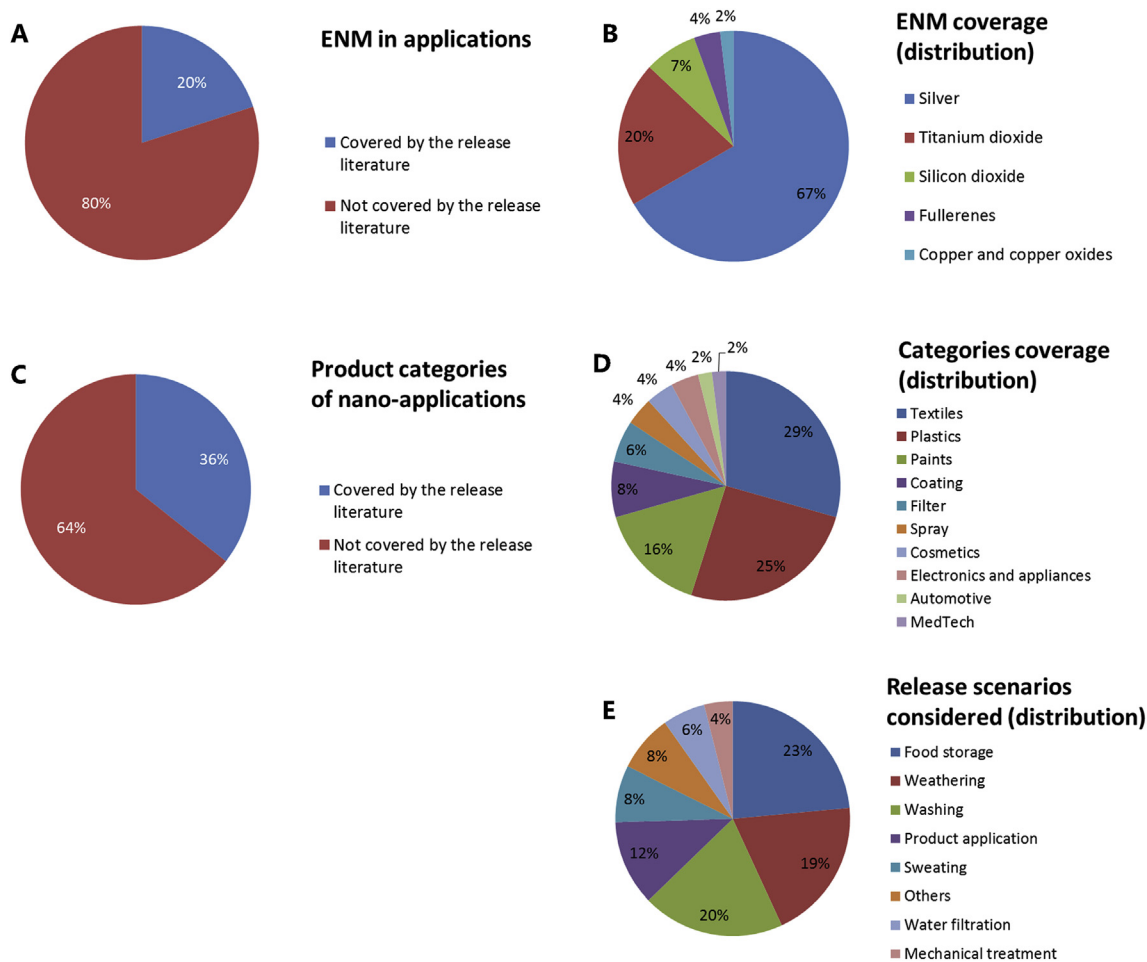 A
ENM in applications
20%
80%
Covered by the release
literature
Not covered by the release
literature
B
ENM coverage
(distribution)
4%
2%
7%
20%
67%
Silver
Titanium dioxide
Silicon dioxide
Fullerenes
Copper and copper oxides
C
Product categories
of nano-applications
36%
64%
Covered by the release
literature
Not covered by the release
literature
D
Categories coverage
(distribution)
2%
2%
4%
4%
4%
6%
8%
16%
25%
29%
Textiles
Plastics
Paints
Coating
Filter
Spray
Cosmetics
Electronics and appliances
Automotive
MedTech
E
Release scenarios
considered (distribution)
4%
6%
8%
8%
12%
20%
19%
23%
Food storage
Weathering
Washing
Product application
Sweating
Others
Water filtration
Mechanical treatment